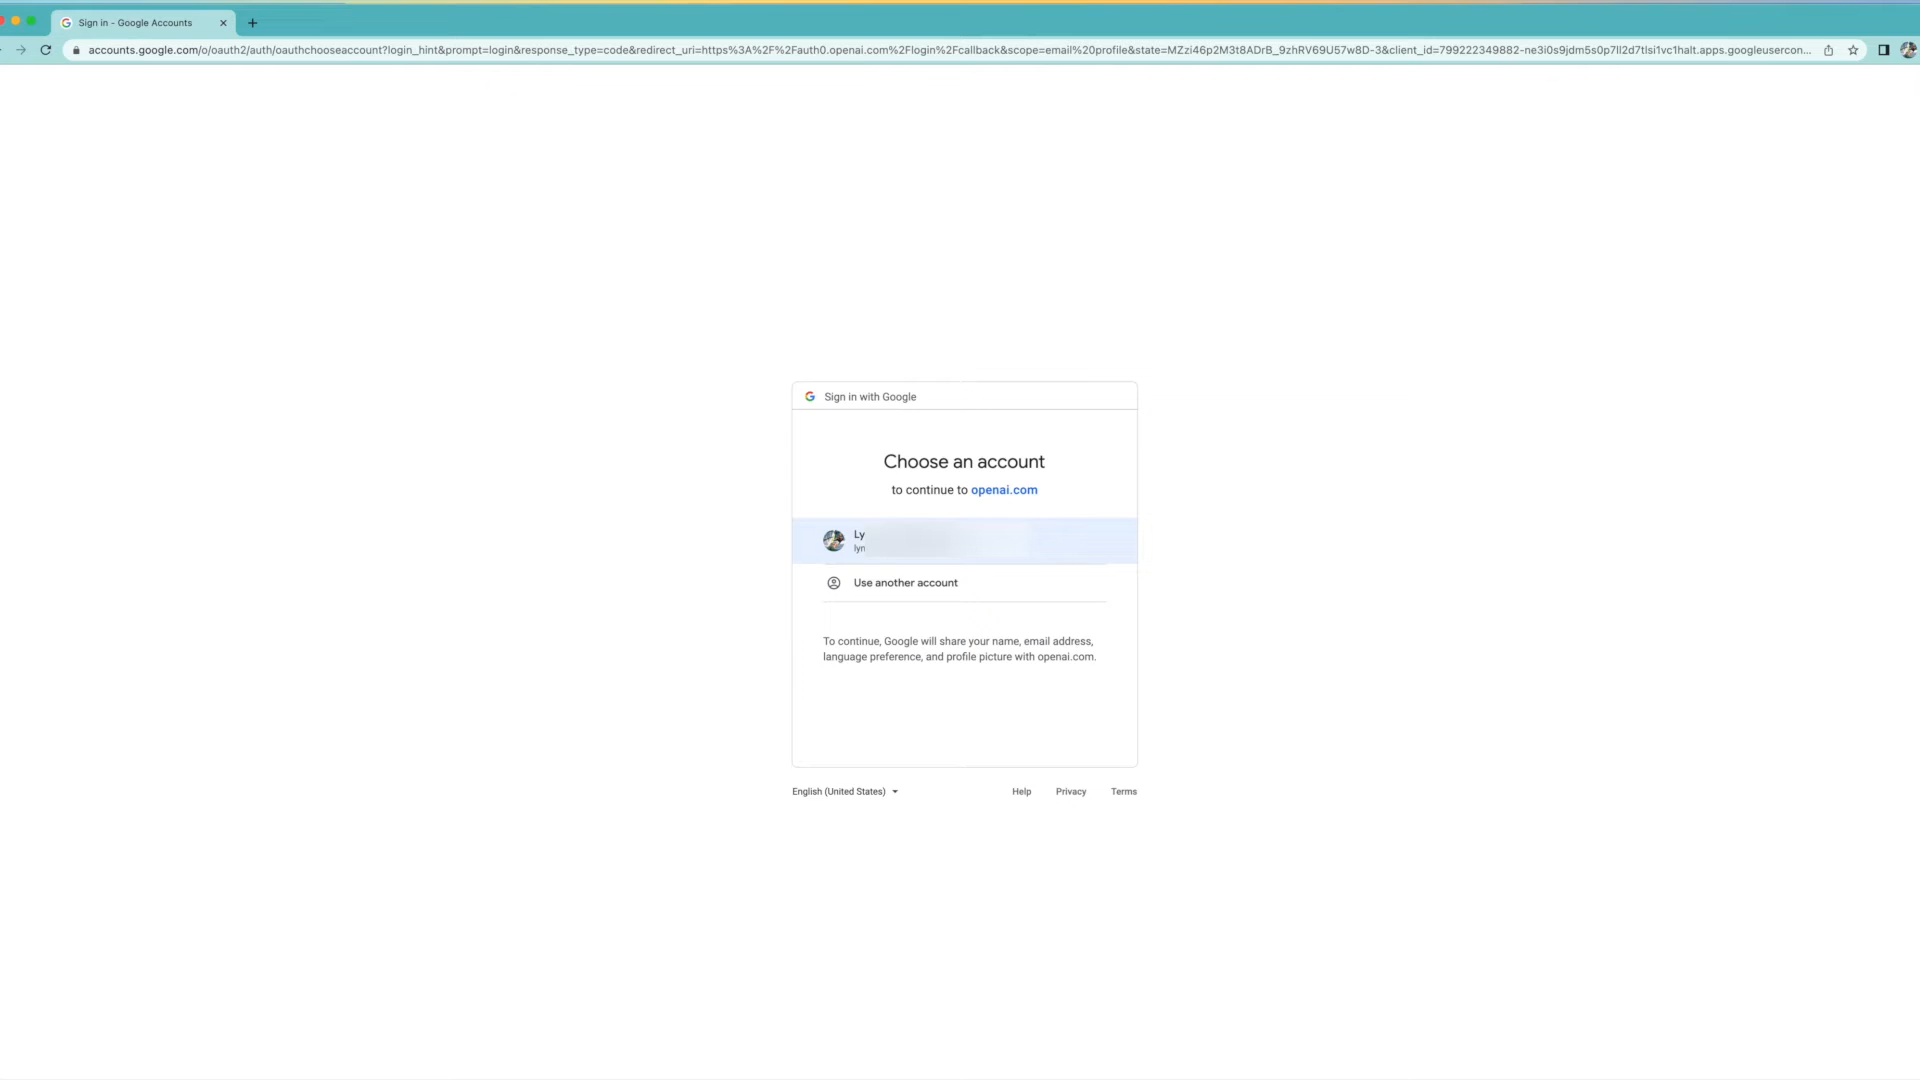 Sign in - Google Accounts
accounts.google.com/o/oauth2/auth/oauthchooseaccount?login_hint&prompt=login&response_type=code&redirect_uri=https%3A%2F%2Fauth0.openai.com%2Flogin%2Fcallback&scope=email%20profile&state=MZzi46p2M3t8ADrB_9zhRV69U57w8D-3&client_id=799222349882-ne3i0s9jdm5s0p7ll2d7tlsi1vc1halt.apps.googleusercon...
Sign in with Google
Choose an account
to continue to openai.com
Ly
lyn
Use another account
To continue, Google will share your name, email address,
language preference, and profile picture with openai.com.
English (United States)
Help Privacy Terms